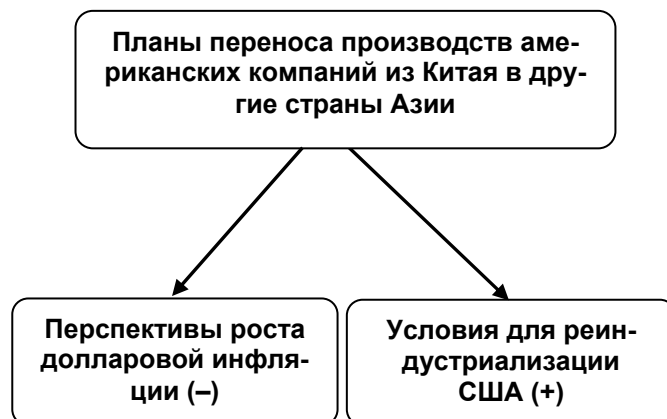 Планы переноса производств аме-
риканских компаний из Китая в дру-
гие страны Азии
Перспективы роста
долларовой инфля-
ции (–)
Условия для реин-
дустриализации
США (+)